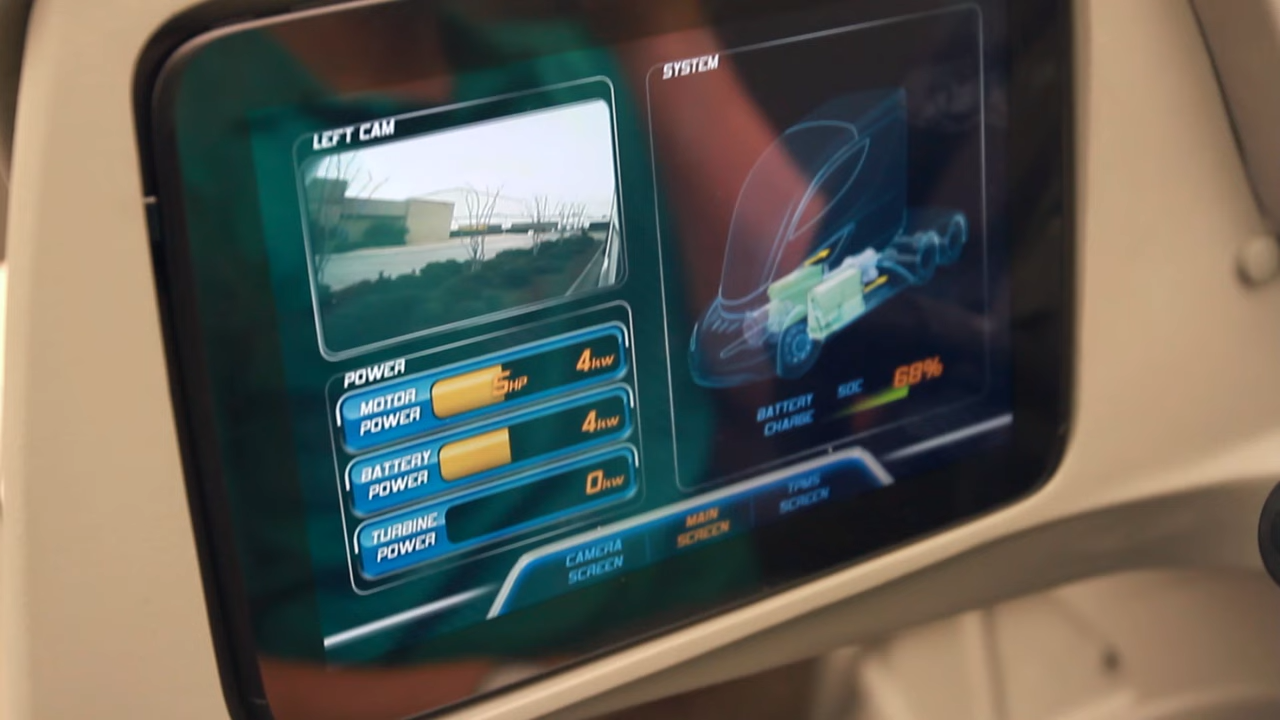 LEFT CAM
POWER
MOTOR
POWER
5HP
4kW
BATTERY
POWER
4kW
TURBINE
POWER
0kW
SYSTEM
BATTERY
CHARGE
SOC
68%
CAMERA
SCREEN
MAIN
SCREEN
TPMS
SCREEN